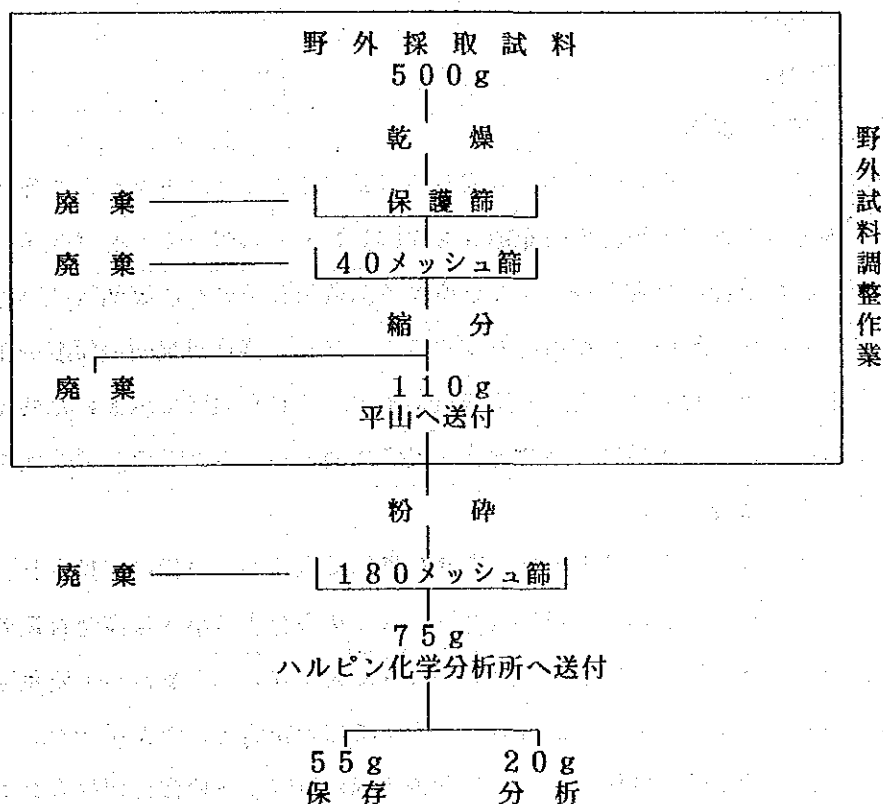 野外採取試料
500g
乾燥
廃棄 保護篩
廃棄 40メッシュ篩
縮分
廃棄 110g
平山へ送付
野外試料調整作業
粉砕
廃棄 180メッシュ篩
75g
ハルピン化学分析所へ送付
55g 20g
保存 分析